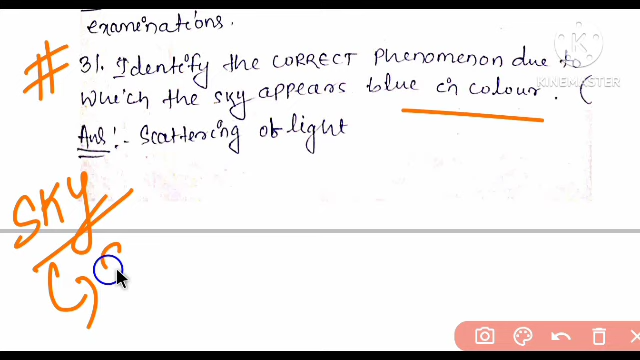 examinations.
# 31. Identify the CORRECT Phenomenon due to
which the sky appears blue in colour. (
Ans:- Scattering of light
SKY
KINEMASTER